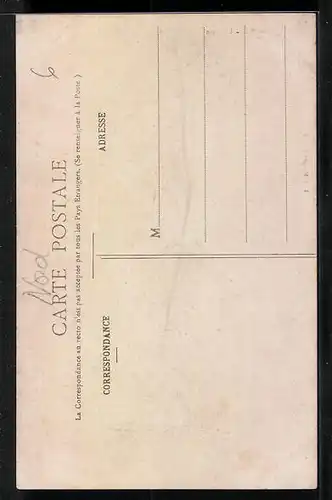 Nord
6
CARTE POSTALE
La Correspondance au recto n'est pas acceptée par tous les Pays Étrangers. (Se renseigner à la Poste.)
CORRESPONDANCE
ADRESSE
M